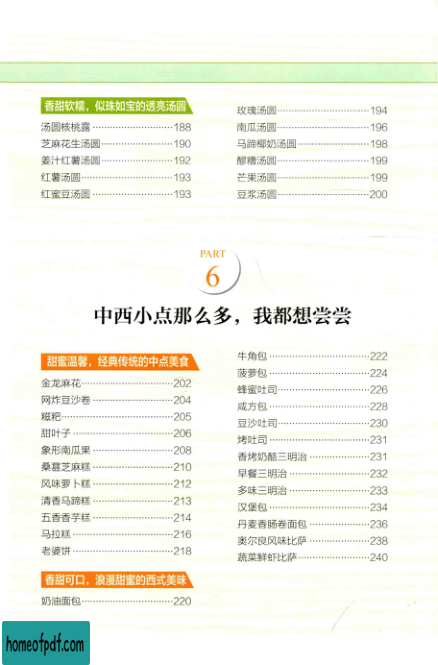 香甜软糯，似珠如宝的透亮汤圆
汤圆核桃露 188
芝麻花生汤圆 190
姜汁红薯汤圆 192
红薯汤圆 193
红蜜豆汤圆 193
玫瑰汤圆 194
南瓜汤圆 196
马蹄椰奶汤圆 198
醪糟汤圆 199
芒果汤圆 199
豆浆汤圆 200
PART
6
中西小点那么多，我都想尝尝
甜蜜温馨，经典传统的中点美食
金龙麻花 202
网炸豆沙卷 204
糍粑 205
甜叶子 206
象形南瓜果 208
桑葚芝麻糕 210
风味萝卜糕 212
清香马蹄糕 213
五香香芋糕 214
马拉糕 216
老婆饼 218
香甜可口，浪漫甜蜜的西式美味
奶油面包 220
牛角包 222
菠萝包 224
蜂蜜吐司 226
咸方包 228
豆沙吐司 230
烤吐司 231
香烤奶酪三明治 231
早餐三明治 232
多味三明治 233
汉堡包 234
丹麦香肠卷面包 236
奥尔良风味比萨 238
蔬菜鲜虾比萨 240
homeofpdf.com